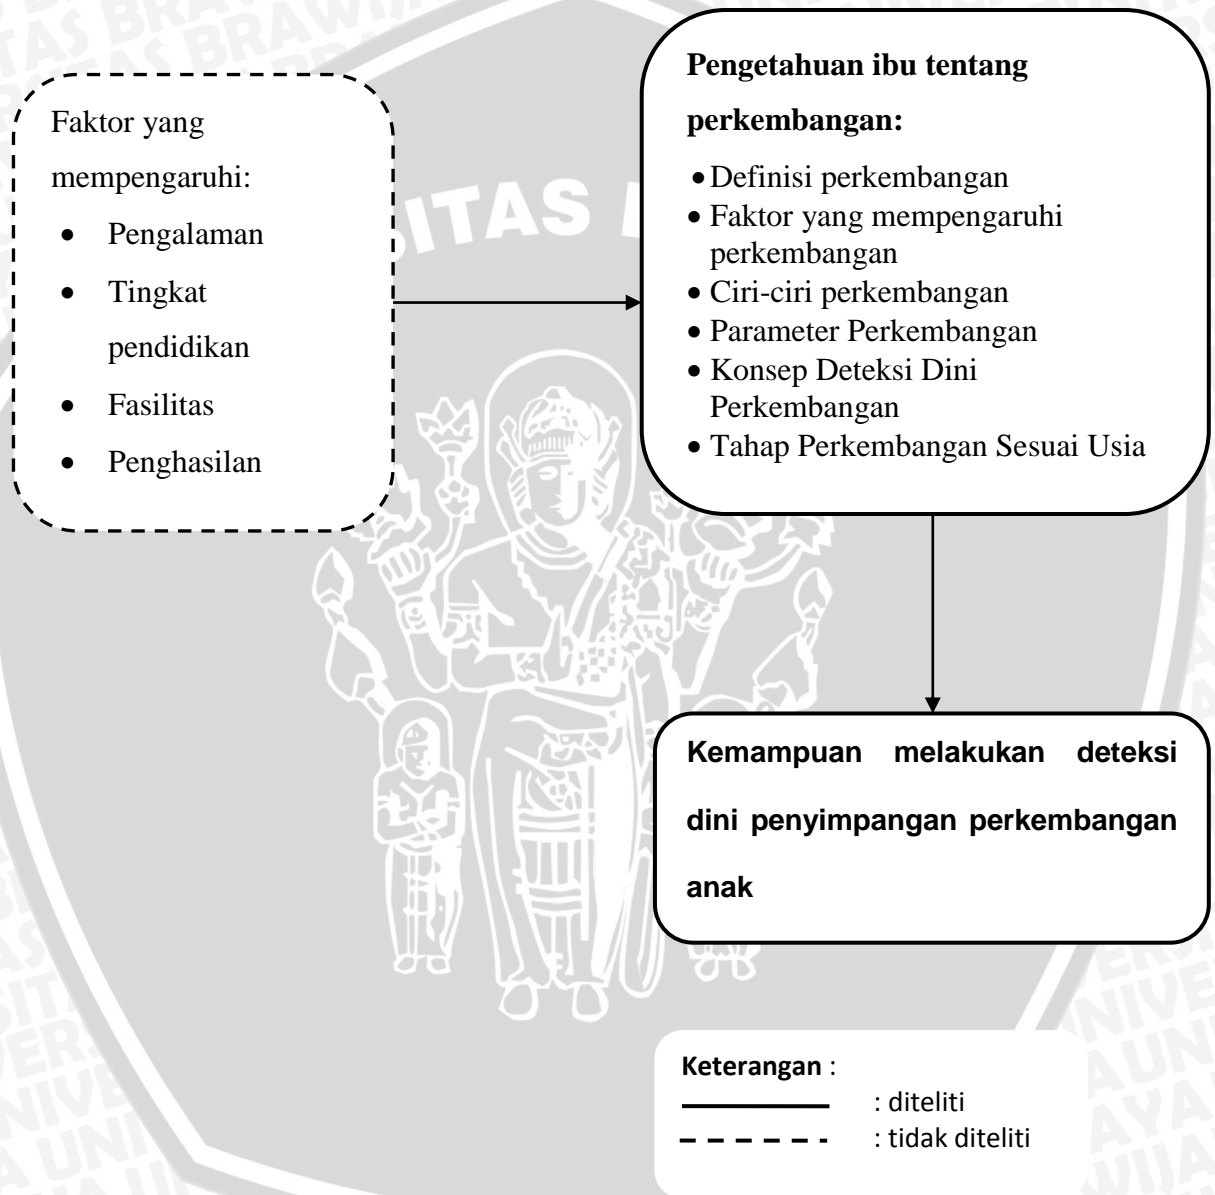 Faktor yang
mempengaruhi:
• Pengalaman
• Tingkat
pendidikan
• Fasilitas
• Penghasilan
Pengetahuan ibu tentang
perkembangan:
• Definisi perkembangan
• Faktor yang mempengaruhi
perkembangan
• Ciri-ciri perkembangan
• Parameter Perkembangan
• Konsep Deteksi Dini
Perkembangan
• Tahap Perkembangan Sesuai Usia
Kemampuan melakukan deteksi
dini penyimpangan perkembangan
anak
Keterangan :
: diteliti
: tidak diteliti